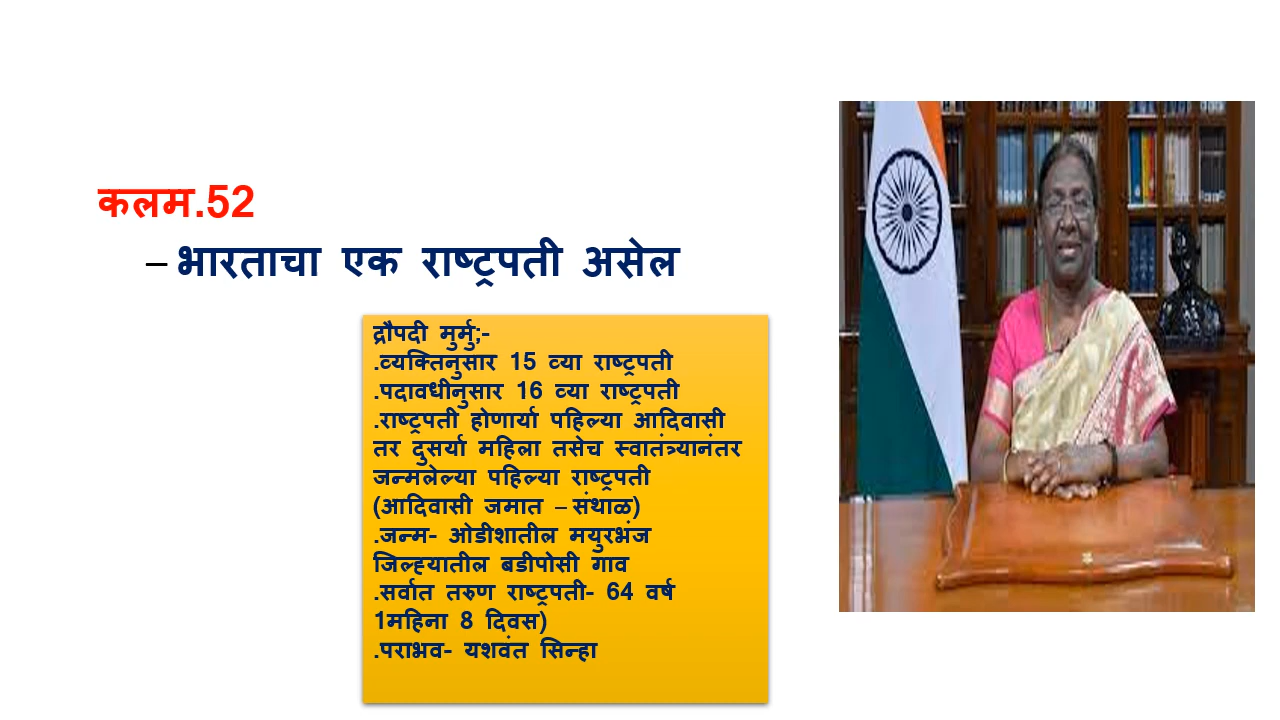 कलम.52
– भारताचा एक राष्ट्रपती असेल
द्रौपदी मुर्मु;-
.व्यक्तिनुसार 15 व्या राष्ट्रपती
.पदावधीनुसार 16 व्या राष्ट्रपती
.राष्ट्रपती होणार्या पहिल्या आदिवासी
तर दुसर्या महिला तसेच स्वातंत्र्यानंतर
जन्मलेल्या पहिल्या राष्ट्रपती
(आदिवासी जमात – संथाळ)
.जन्म- ओडीशातील मयुरभंज
जिल्ह्यातील बडीपोसी गाव
.सर्वात तरुण राष्ट्रपती- 64 वर्ष
1महिना 8 दिवस)
.पराभव- यशवंत सिन्हा